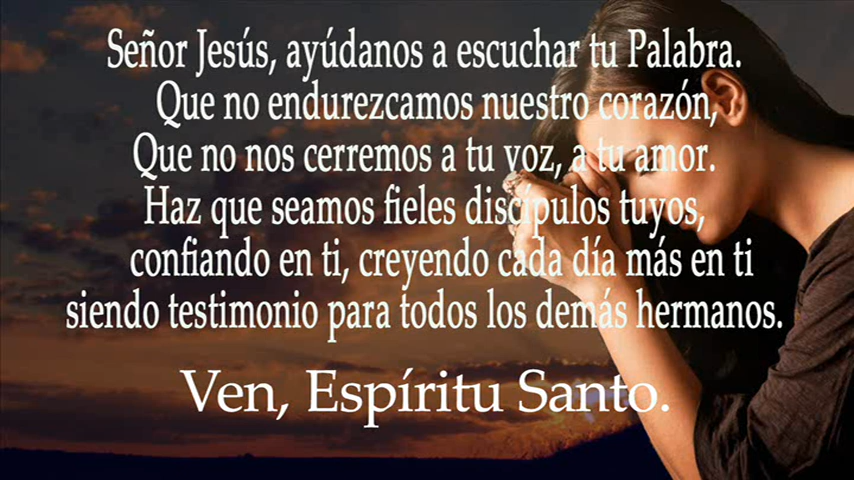 Señor Jesús, ayúdanos a escuchar tu Palabra.
Que no endurezcamos nuestro corazón,
Que no nos cerremos a tu voz, a tu amor.
Haz que seamos fieles discípulos tuyos,
confiando en ti, creyendo cada día más en ti
siendo testimonio para todos los demás hermanos.
Ven, Espíritu Santo.